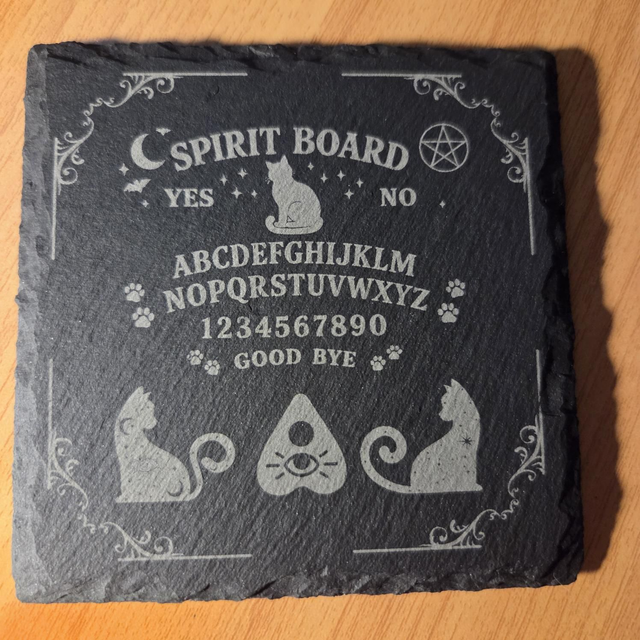 SPIRIT BOARD
YES NO
ABCDEFGHIJKLM
NOPQRSTUVWXYZ
1234567890
GOOD BYE